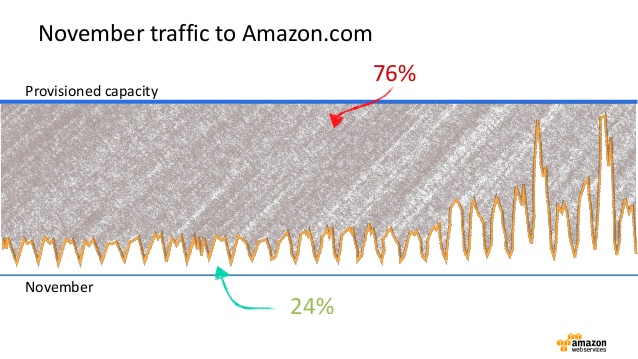 November traffic to Amazon.com
76%
Provisioned capacity
November
24%
amazon
webservices